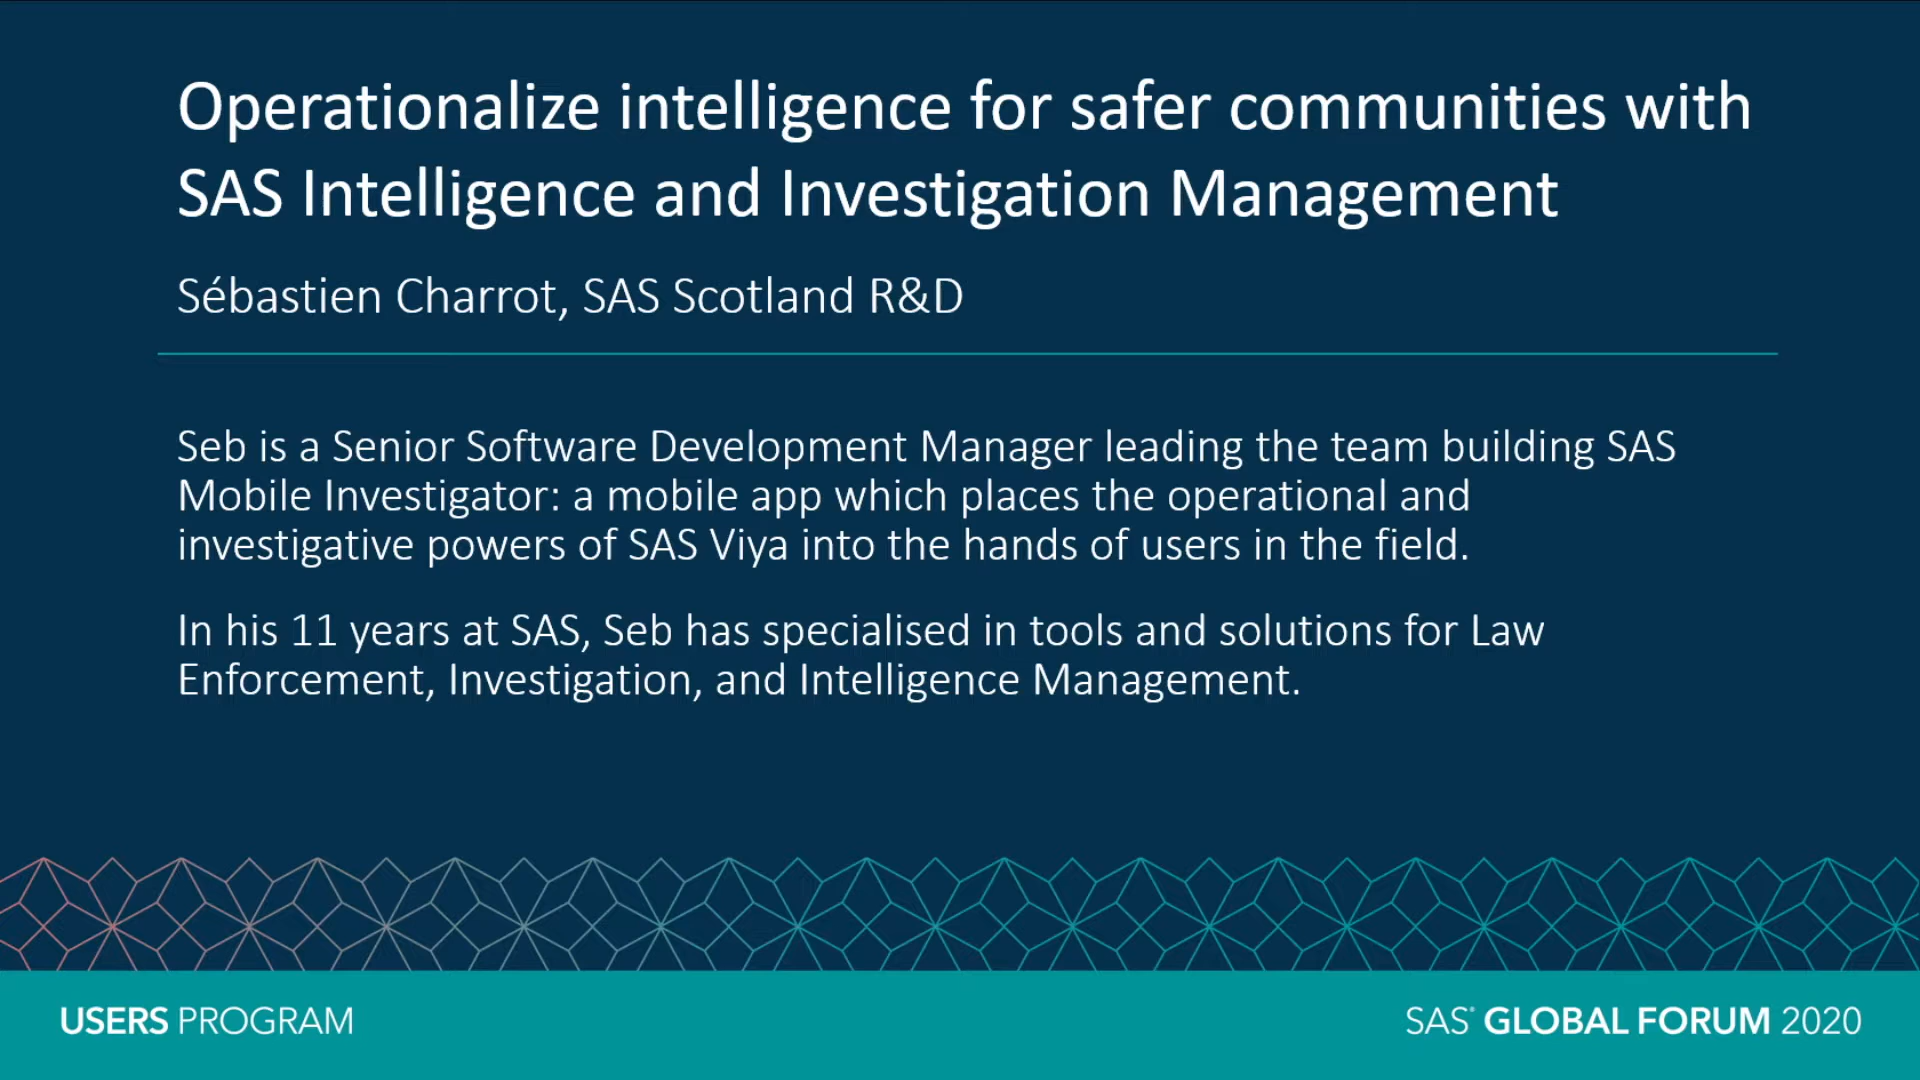 Operationalize intelligence for safer communities with
SAS Intelligence and Investigation Management
Sébastien Charrot, SAS Scotland R&D
Seb is a Senior Software Development Manager leading the team building SAS
Mobile Investigator: a mobile app which places the operational and
investigative powers of SAS Viya into the hands of users in the field.
In his 11 years at SAS, Seb has specialised in tools and solutions for Law
Enforcement, Investigation, and Intelligence Management.
USERS PROGRAM
SAS® GLOBAL FORUM 2020